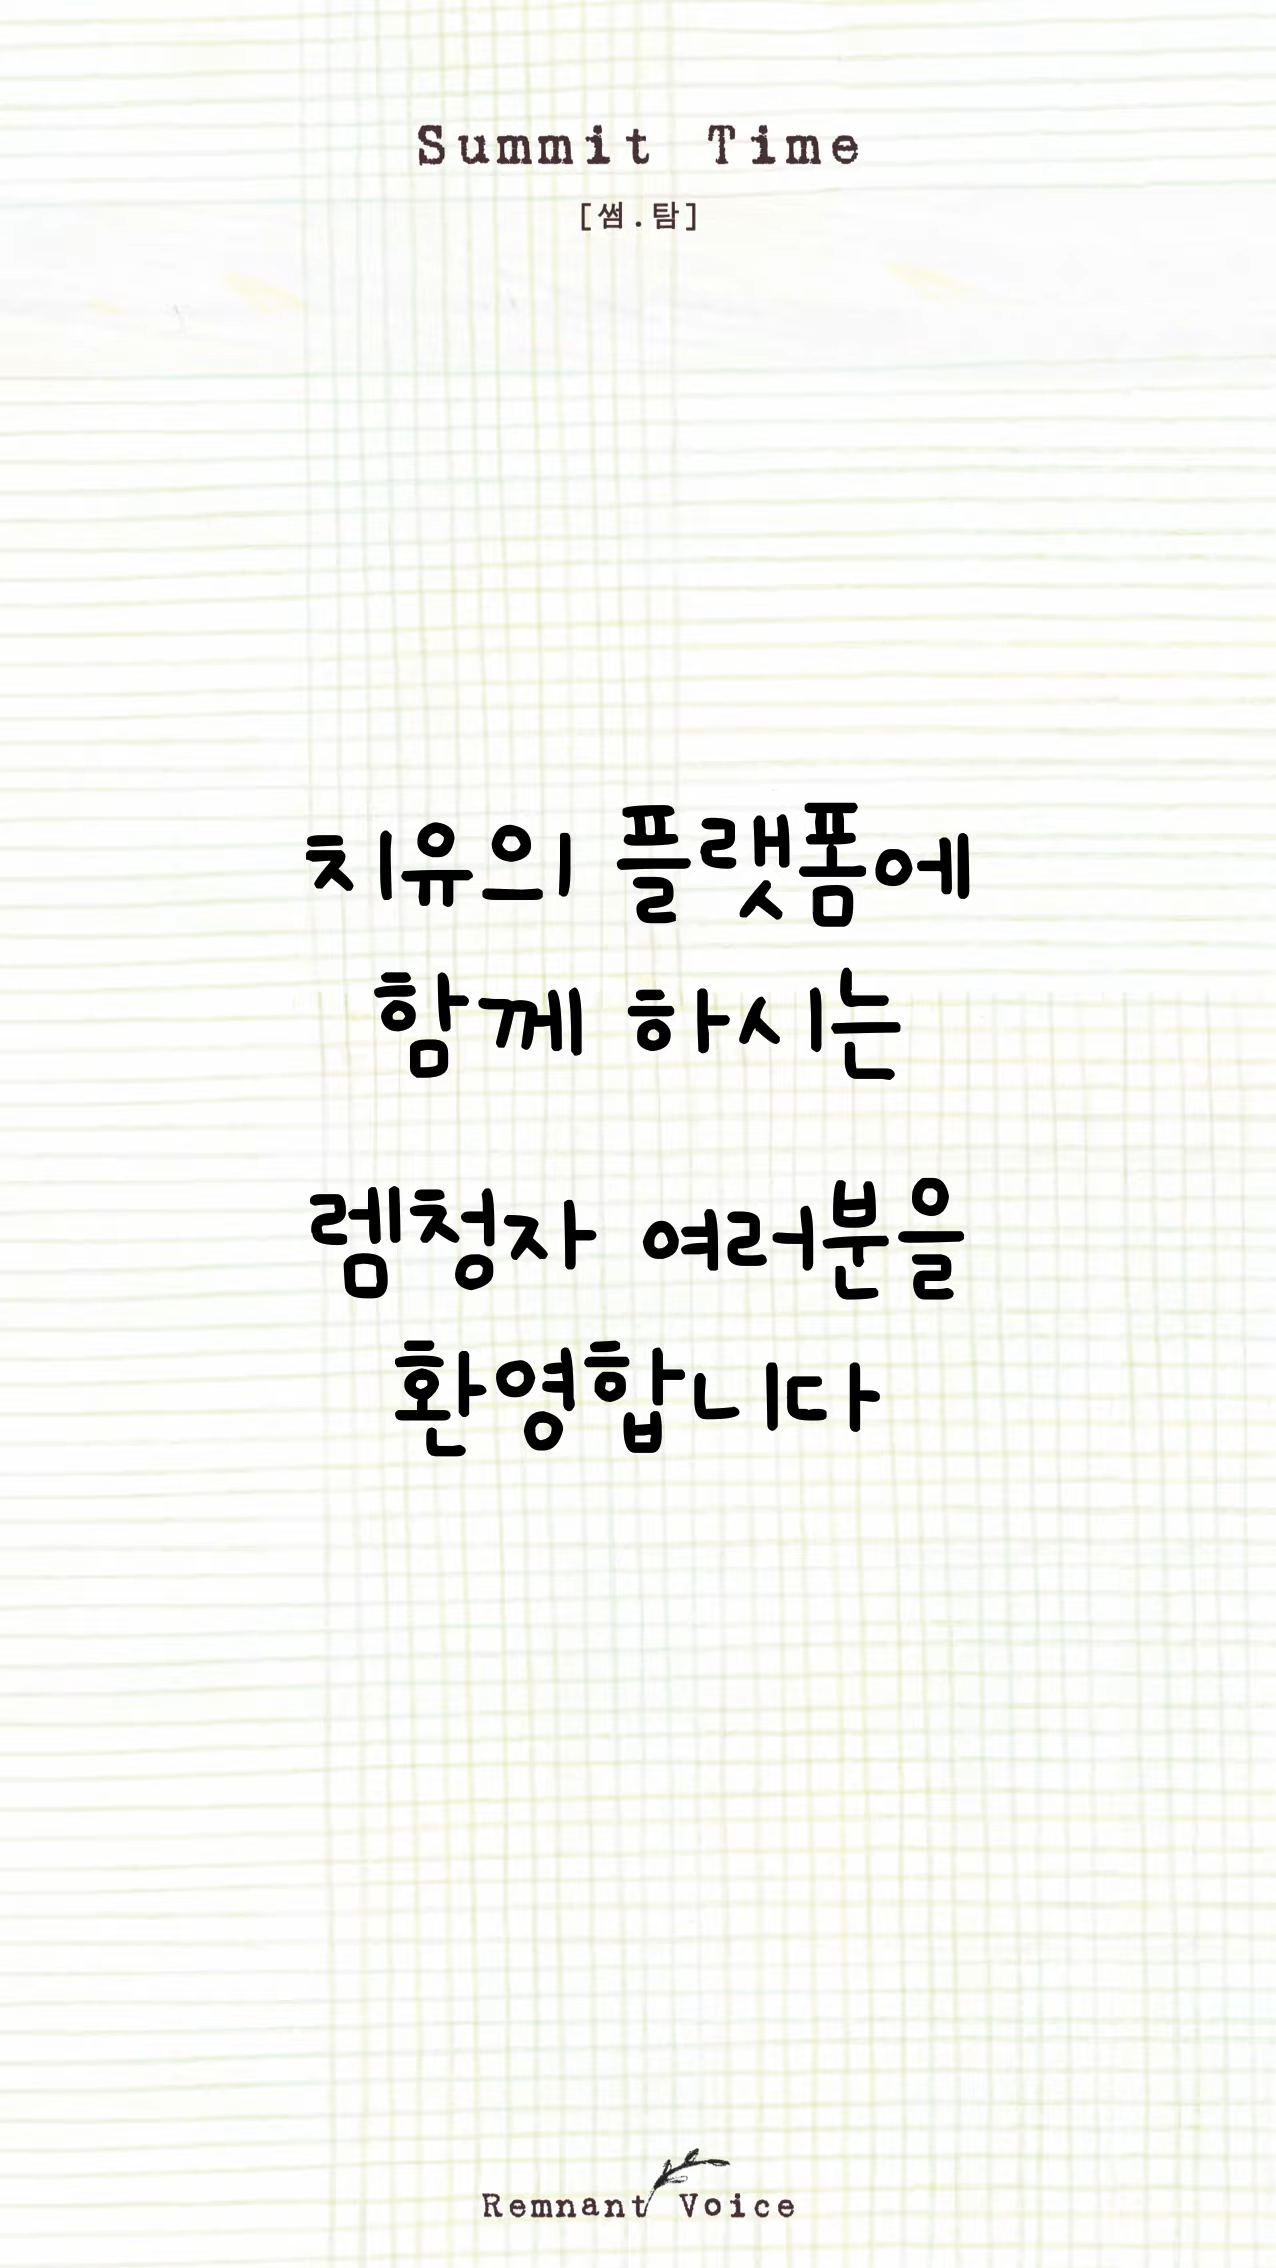 Summit Time
[썸.탐]
치유의 플랫폼에
함께 하시는
렘청자 여러분을
환영합니다
Remnant Voice